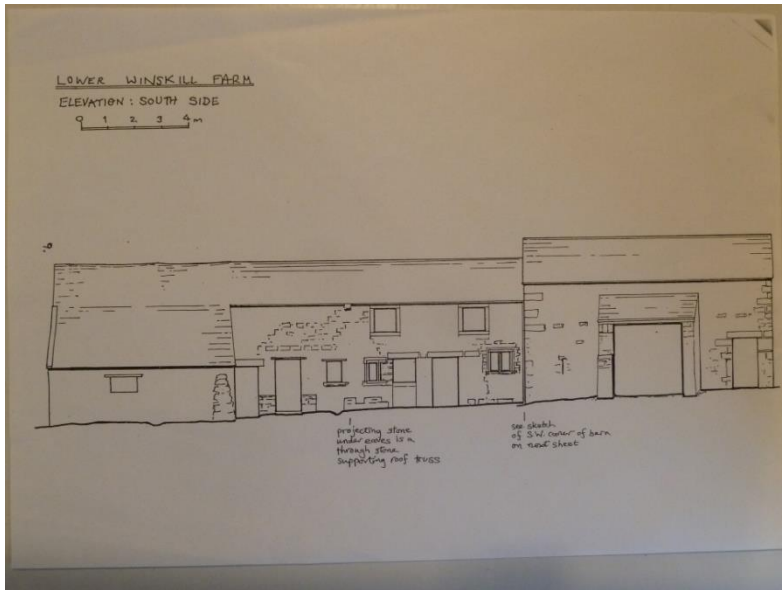 LOWER WINSKILL FARM
ELEVATION : SOUTH SIDE
0 1 2 3 4 m
projecting stone
under eaves is a
through stone
supporting roof truss
see sketch
of S.W. corner of barn
on next sheet